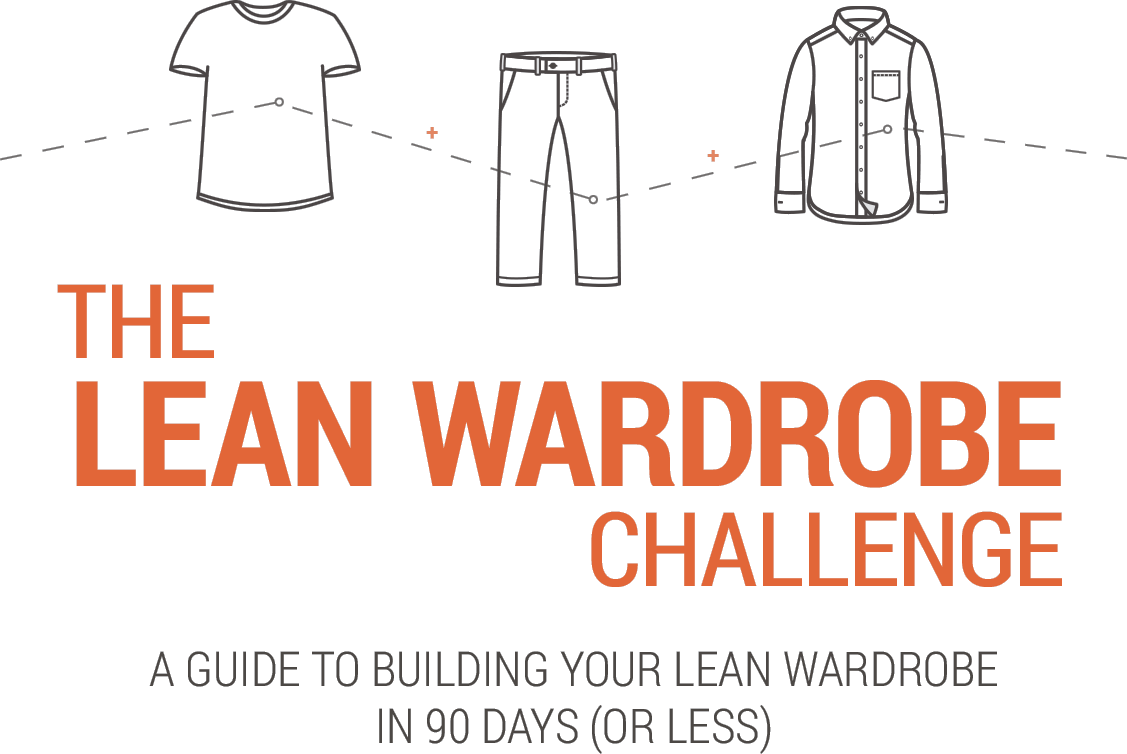 THE
LEAN WARDROBE
CHALLENGE
A GUIDE TO BUILDING YOUR LEAN WARDROBE
IN 90 DAYS (OR LESS)